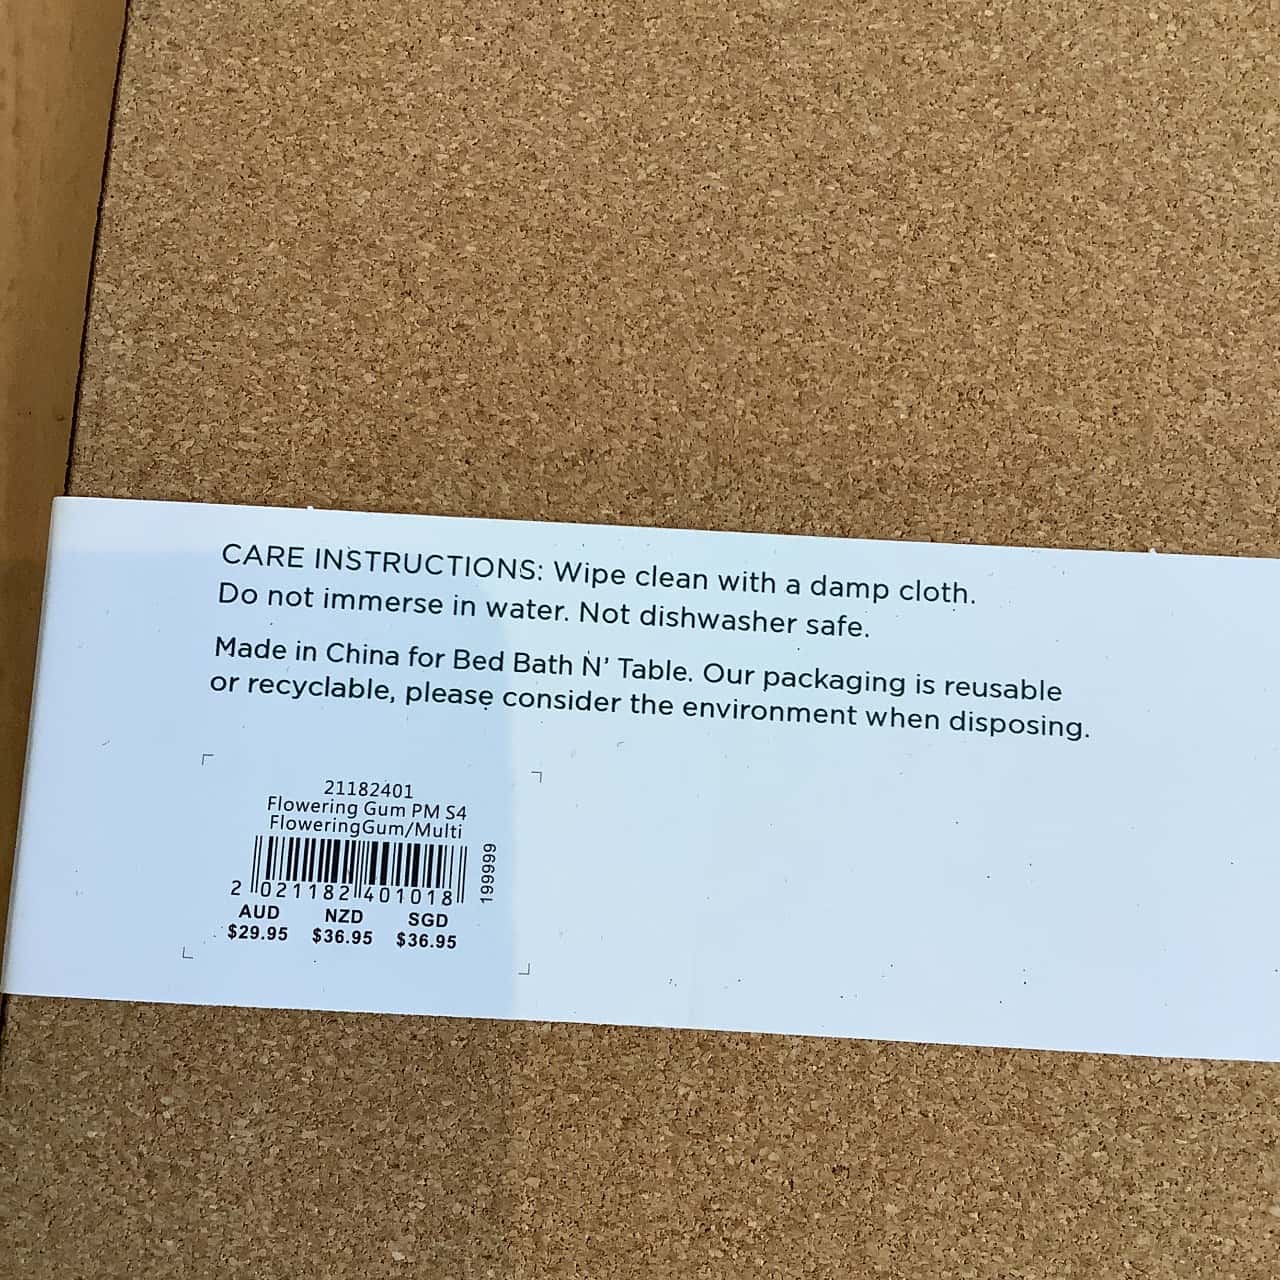 CARE INSTRUCTIONS: Wipe clean with a damp cloth.
Do not immerse in water. Not dishwasher safe.
Made in China for Bed Bath N’ Table. Our packaging is reusable
or recyclable, please consider the environment when disposing.
21182401
Flowering Gum PM S4
FloweringGum/Multi
199999
2 021182 401018
AUD NZD SGD
$29.95 $36.95 $36.95